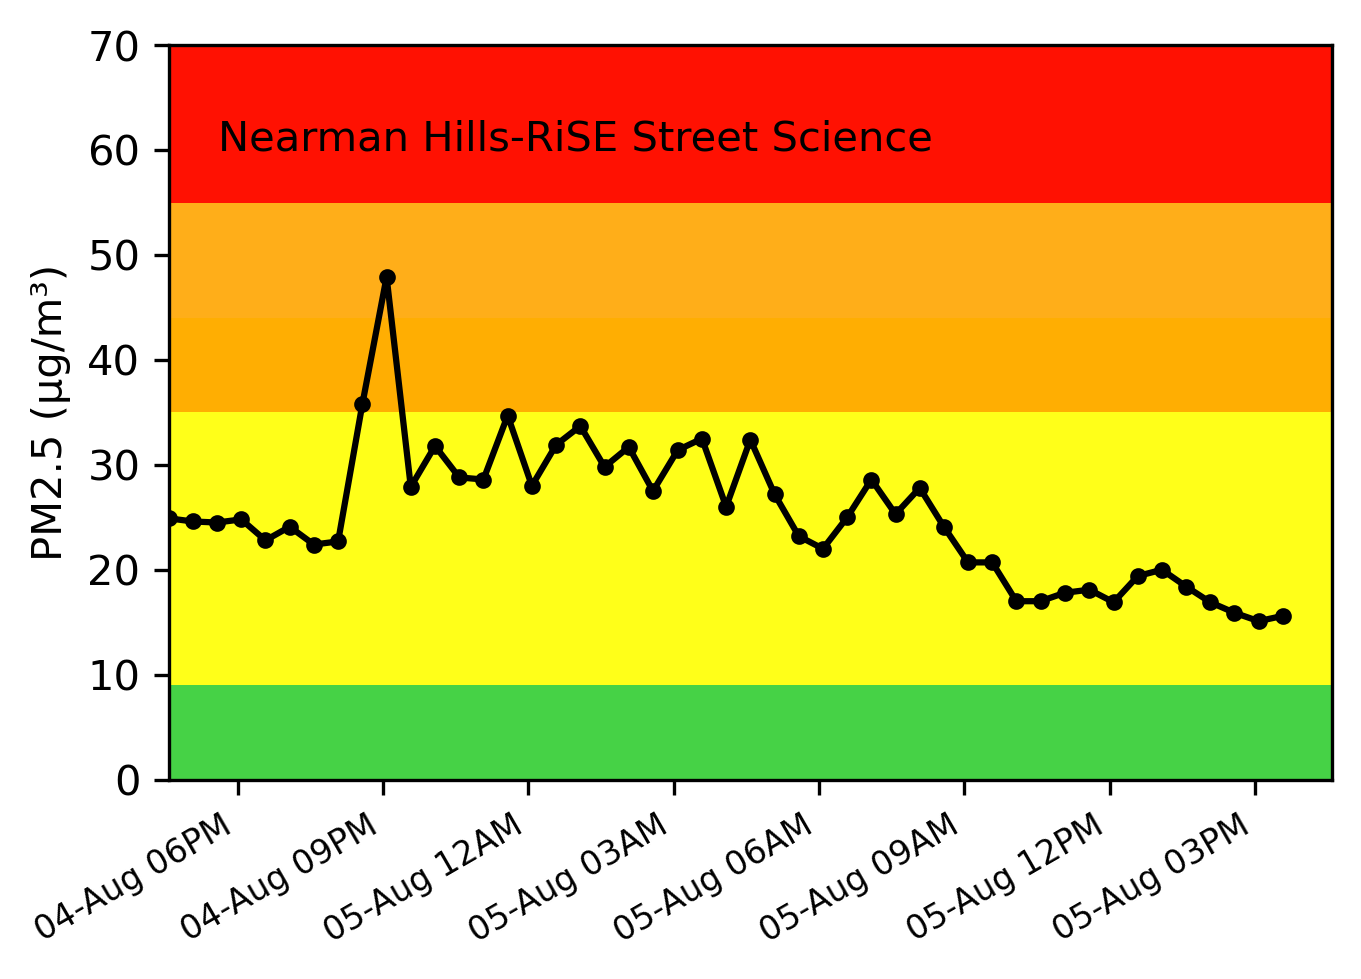 70
Nearman Hills-RiSE Street Science
60
50
40
30
20
10
0
PM2.5 (µg/m³)
04-Aug 06PM
04-Aug 09PM
05-Aug 12AM
05-Aug 03AM
05-Aug 06AM
05-Aug 09AM
05-Aug 12PM
05-Aug 03PM